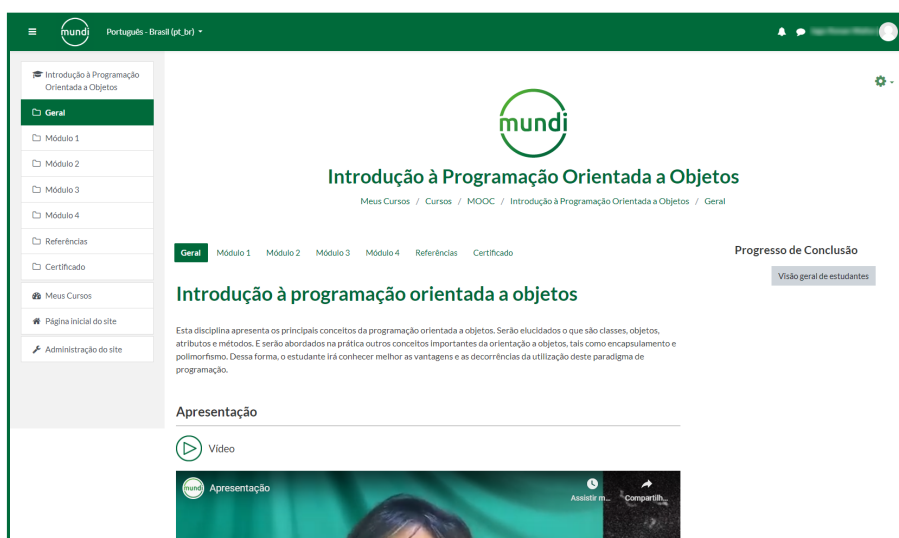 mundi
Português - Brasil (pt_br)
Introdução à Programação
Orientada a Objetos
Geral
Módulo 1
Módulo 2
Módulo 3
Módulo 4
Referências
Certificado
Meus Cursos
Página inicial do site
Administração do site
mundi
Introdução à Programação Orientada a Objetos
Meus Cursos / Cursos / MOOC / Introdução à Programação Orientada a Objetos / Geral
Geral Módulo 1 Módulo 2 Módulo 3 Módulo 4 Referências Certificado
Introdução à programação orientada a objetos
Esta disciplina apresenta os principais conceitos da programação orientada a objetos. Serão elucidados o que são classes, objetos,
atributos e métodos. E serão abordados na prática outros conceitos importantes da orientação a objetos, tais como encapsulamento e
polimorfismo. Dessa forma, o estudante irá conhecer melhor as vantagens e as decorrências da utilização deste paradigma de
programação.
Apresentação
Vídeo
mundi
Apresentação
Assistir m...
Compartilh...
Progresso de Conclusão
Visão geral de estudantes